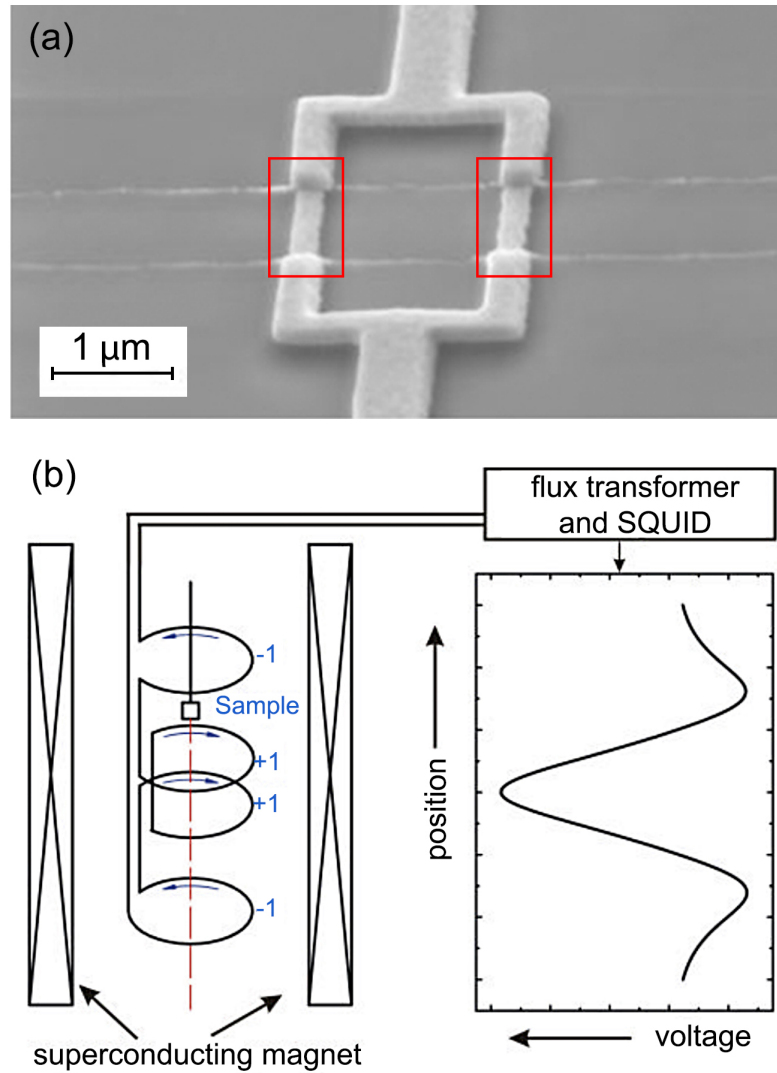 (a)
1 µm
(b)
flux transformer
and SQUID
-1
Sample
+1
+1
-1
position
voltage
superconducting magnet